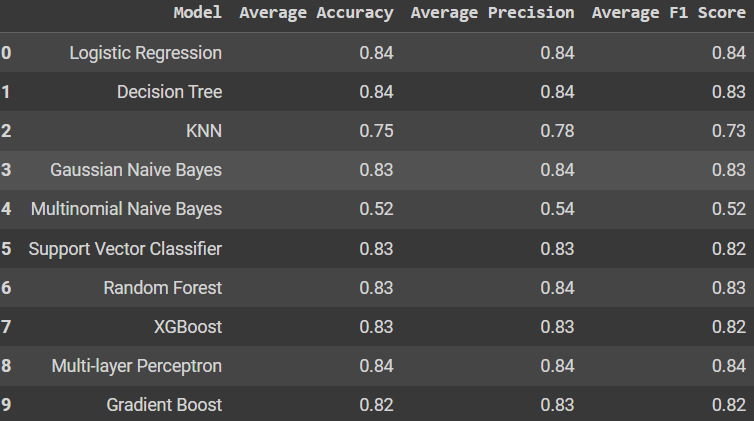 Model Average Accuracy Average Precision Average F1 Score
0 Logistic Regression 0.84 0.84 0.84
1 Decision Tree 0.84 0.84 0.83
2 KNN 0.75 0.78 0.73
3 Gaussian Naive Bayes 0.83 0.84 0.83
4 Multinomial Naive Bayes 0.52 0.54 0.52
5 Support Vector Classifier 0.83 0.83 0.82
6 Random Forest 0.83 0.84 0.83
7 XGBoost 0.83 0.83 0.82
8 Multi-layer Perceptron 0.84 0.84 0.84
9 Gradient Boost 0.82 0.83 0.82